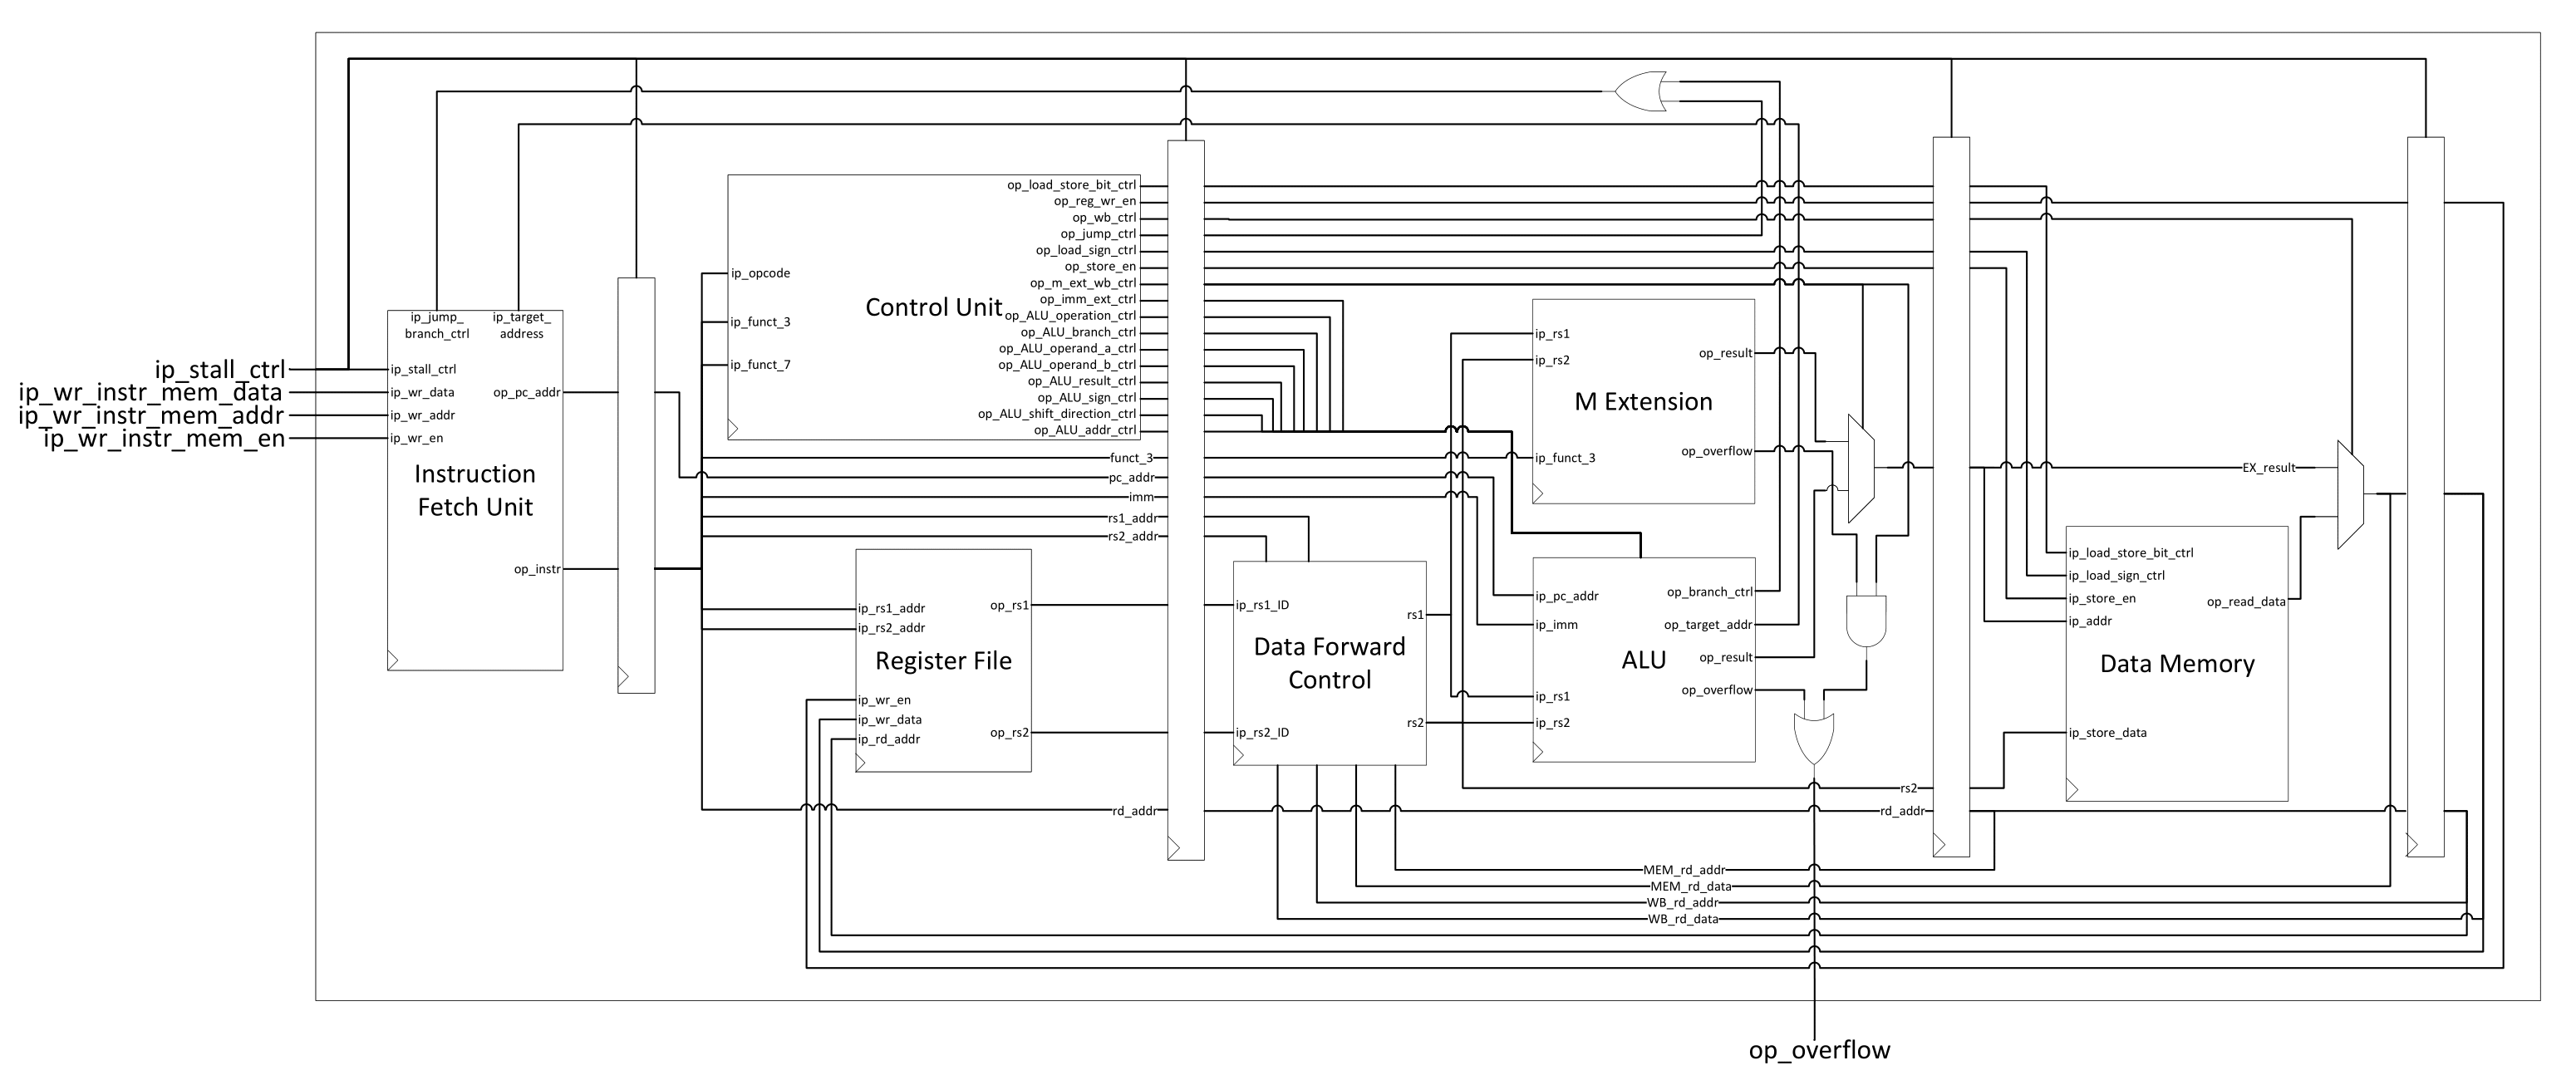 ip_stall_ctrl
ip_wr_instr_mem_data
ip_wr_instr_mem_addr
ip_wr_instr_mem_en
ip_jump_
branch_ctrl
ip_target_
address
ip_stall_ctrl
ip_wr_data
ip_wr_addr
ip_wr_en
op_pc_addr
Instruction
Fetch Unit
op_instr
ip_opcode
ip_funct_3
ip_funct_7
Control Unit
op_load_store_bit_ctrl
op_reg_wr_en
op_wb_ctrl
op_jump_ctrl
op_load_sign_ctrl
op_store_en
op_m_ext_wb_ctrl
op_imm_ext_ctrl
op_ALU_operation_ctrl
op_ALU_branch_ctrl
op_ALU_operand_a_ctrl
op_ALU_operand_b_ctrl
op_ALU_result_ctrl
op_ALU_sign_ctrl
op_ALU_shift_direction_ctrl
op_ALU_addr_ctrl
funct_3
pc_addr
imm
rs1_addr
rs2_addr
ip_rs1_addr
ip_rs2_addr
Register File
ip_wr_en
ip_wr_data
ip_rd_addr
op_rs1
op_rs2
rd_addr
ip_rs1_ID
ip_rs2_ID
Data Forward
Control
rs1
rs2
ip_rs1
ip_rs2
M Extension
ip_funct_3
op_result
op_overflow
ip_pc_addr
ip_imm
ALU
ip_rs1
ip_rs2
op_branch_ctrl
op_target_addr
op_result
op_overflow
rs2
rd_addr
MEM_rd_addr
MEM_rd_data
WB_rd_addr
WB_rd_data
EX_result
ip_load_store_bit_ctrl
ip_load_sign_ctrl
ip_store_en
ip_addr
op_read_data
Data Memory
ip_store_data
op_overflow